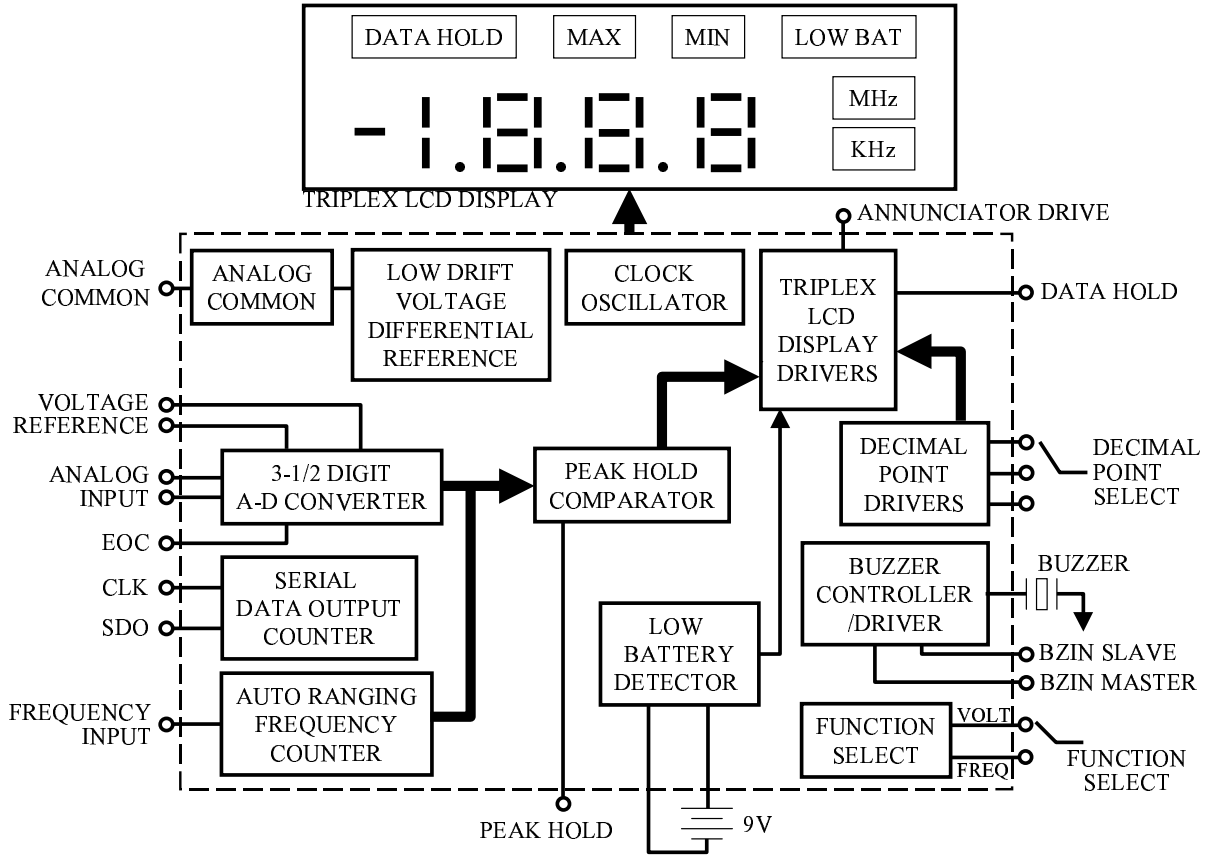 DATA HOLD
MAX
MIN
LOW BAT
-1.8.8.8
MHz
KHz
TRIPLEX LCD DISPLAY
ANNUNCIATOR DRIVE
ANALOG
COMMON
ANALOG
COMMON
LOW DRIFT
VOLTAGE
DIFFERENTIAL
REFERENCE
CLOCK
OSCILLATOR
TRIPLEX
LCD
DISPLAY
DRIVERS
DATA HOLD
VOLTAGE
REFERENCE
ANALOG
INPUT
EOC
3-1/2 DIGIT
A-D CONVERTER
PEAK HOLD
COMPARATOR
DECIMAL
POINT
DRIVERS
DECIMAL
POINT
SELECT
CLK
SDO
SERIAL
DATA OUTPUT
COUNTER
LOW
BATTERY
DETECTOR
BUZZER
CONTROLLER
/DRIVER
BUZZER
BZIN SLAVE
BZIN MASTER
FREQUENCY
INPUT
AUTO RANGING
FREQUENCY
COUNTER
FUNCTION
SELECT
VOLT
FREQ
FUNCTION
SELECT
PEAK HOLD
9V